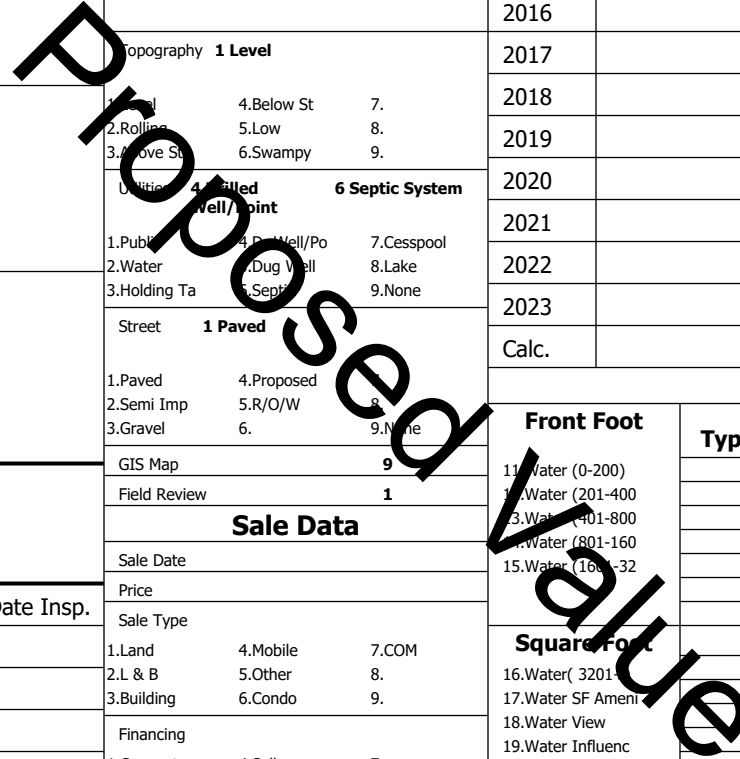 Proposed Value
Topography 1 Level
1.Level 4.Below St 7.
2.Rolling 5.Low 8.
3.Above St 6.Swampy 9.
Utilities 4 Drilled Well/Point 6 Septic System
1.Public 4.Dr Well/Po 7.Cesspool
2.Water 5.Dug Well 8.Lake
3.Holding Ta 6.Septic 9.None
Street 1 Paved
1.Paved 4.Proposed 7.
2.Semi Imp 5.R/O/W 8.
3.Gravel 6. 9.None
GIS Map 9
Field Review 1
Sale Data
Sale Date
Price
Sale Type
1.Land 4.Mobile 7.COM
2.L & B 5.Other 8.
3.Building 6.Condo 9.
Financing
Date Insp.
2016
2017
2018
2019
2020
2021
2022
2023
Calc.
Front Foot
Typ
11.Water (0-200)
12.Water (201-400
13.Water (401-800
14.Water (801-160
15.Water (1601-32
Square Foot
16.Water( 3201-
17.Water SF Ameni
18.Water View
19.Water Influenc